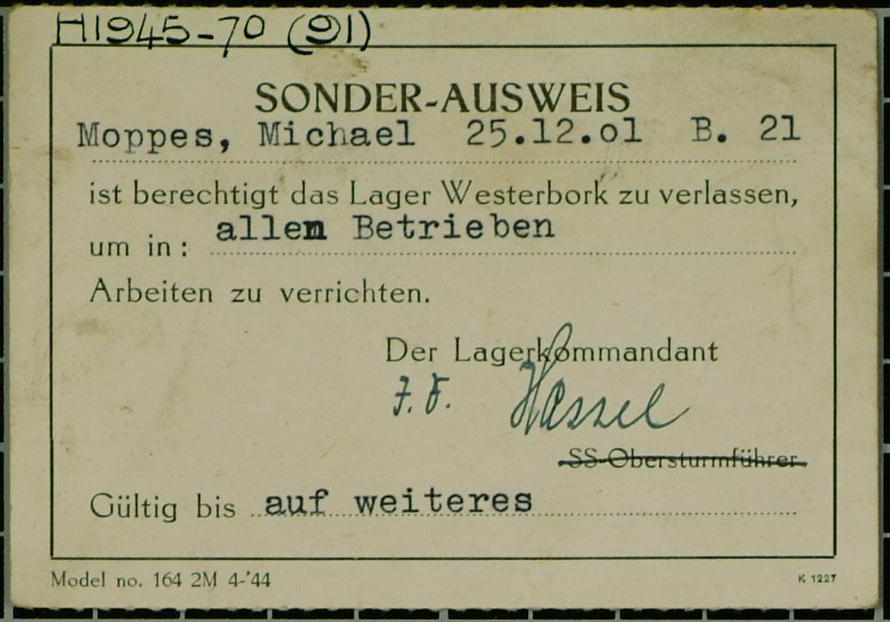 H1945-70 (91)
SONDER-AUSWEIS
Moppes, Michael 25.12.01 B. 21
ist berechtigt das Lager Westerbork zu verlassen,
um in: allen Betrieben
Arbeiten zu verrichten.
Der Lagerkommandant
Hassel
SS-Obersturmführer
Gültig bis auf weiteres
Model no. 164 2M 4-'44
K 1227